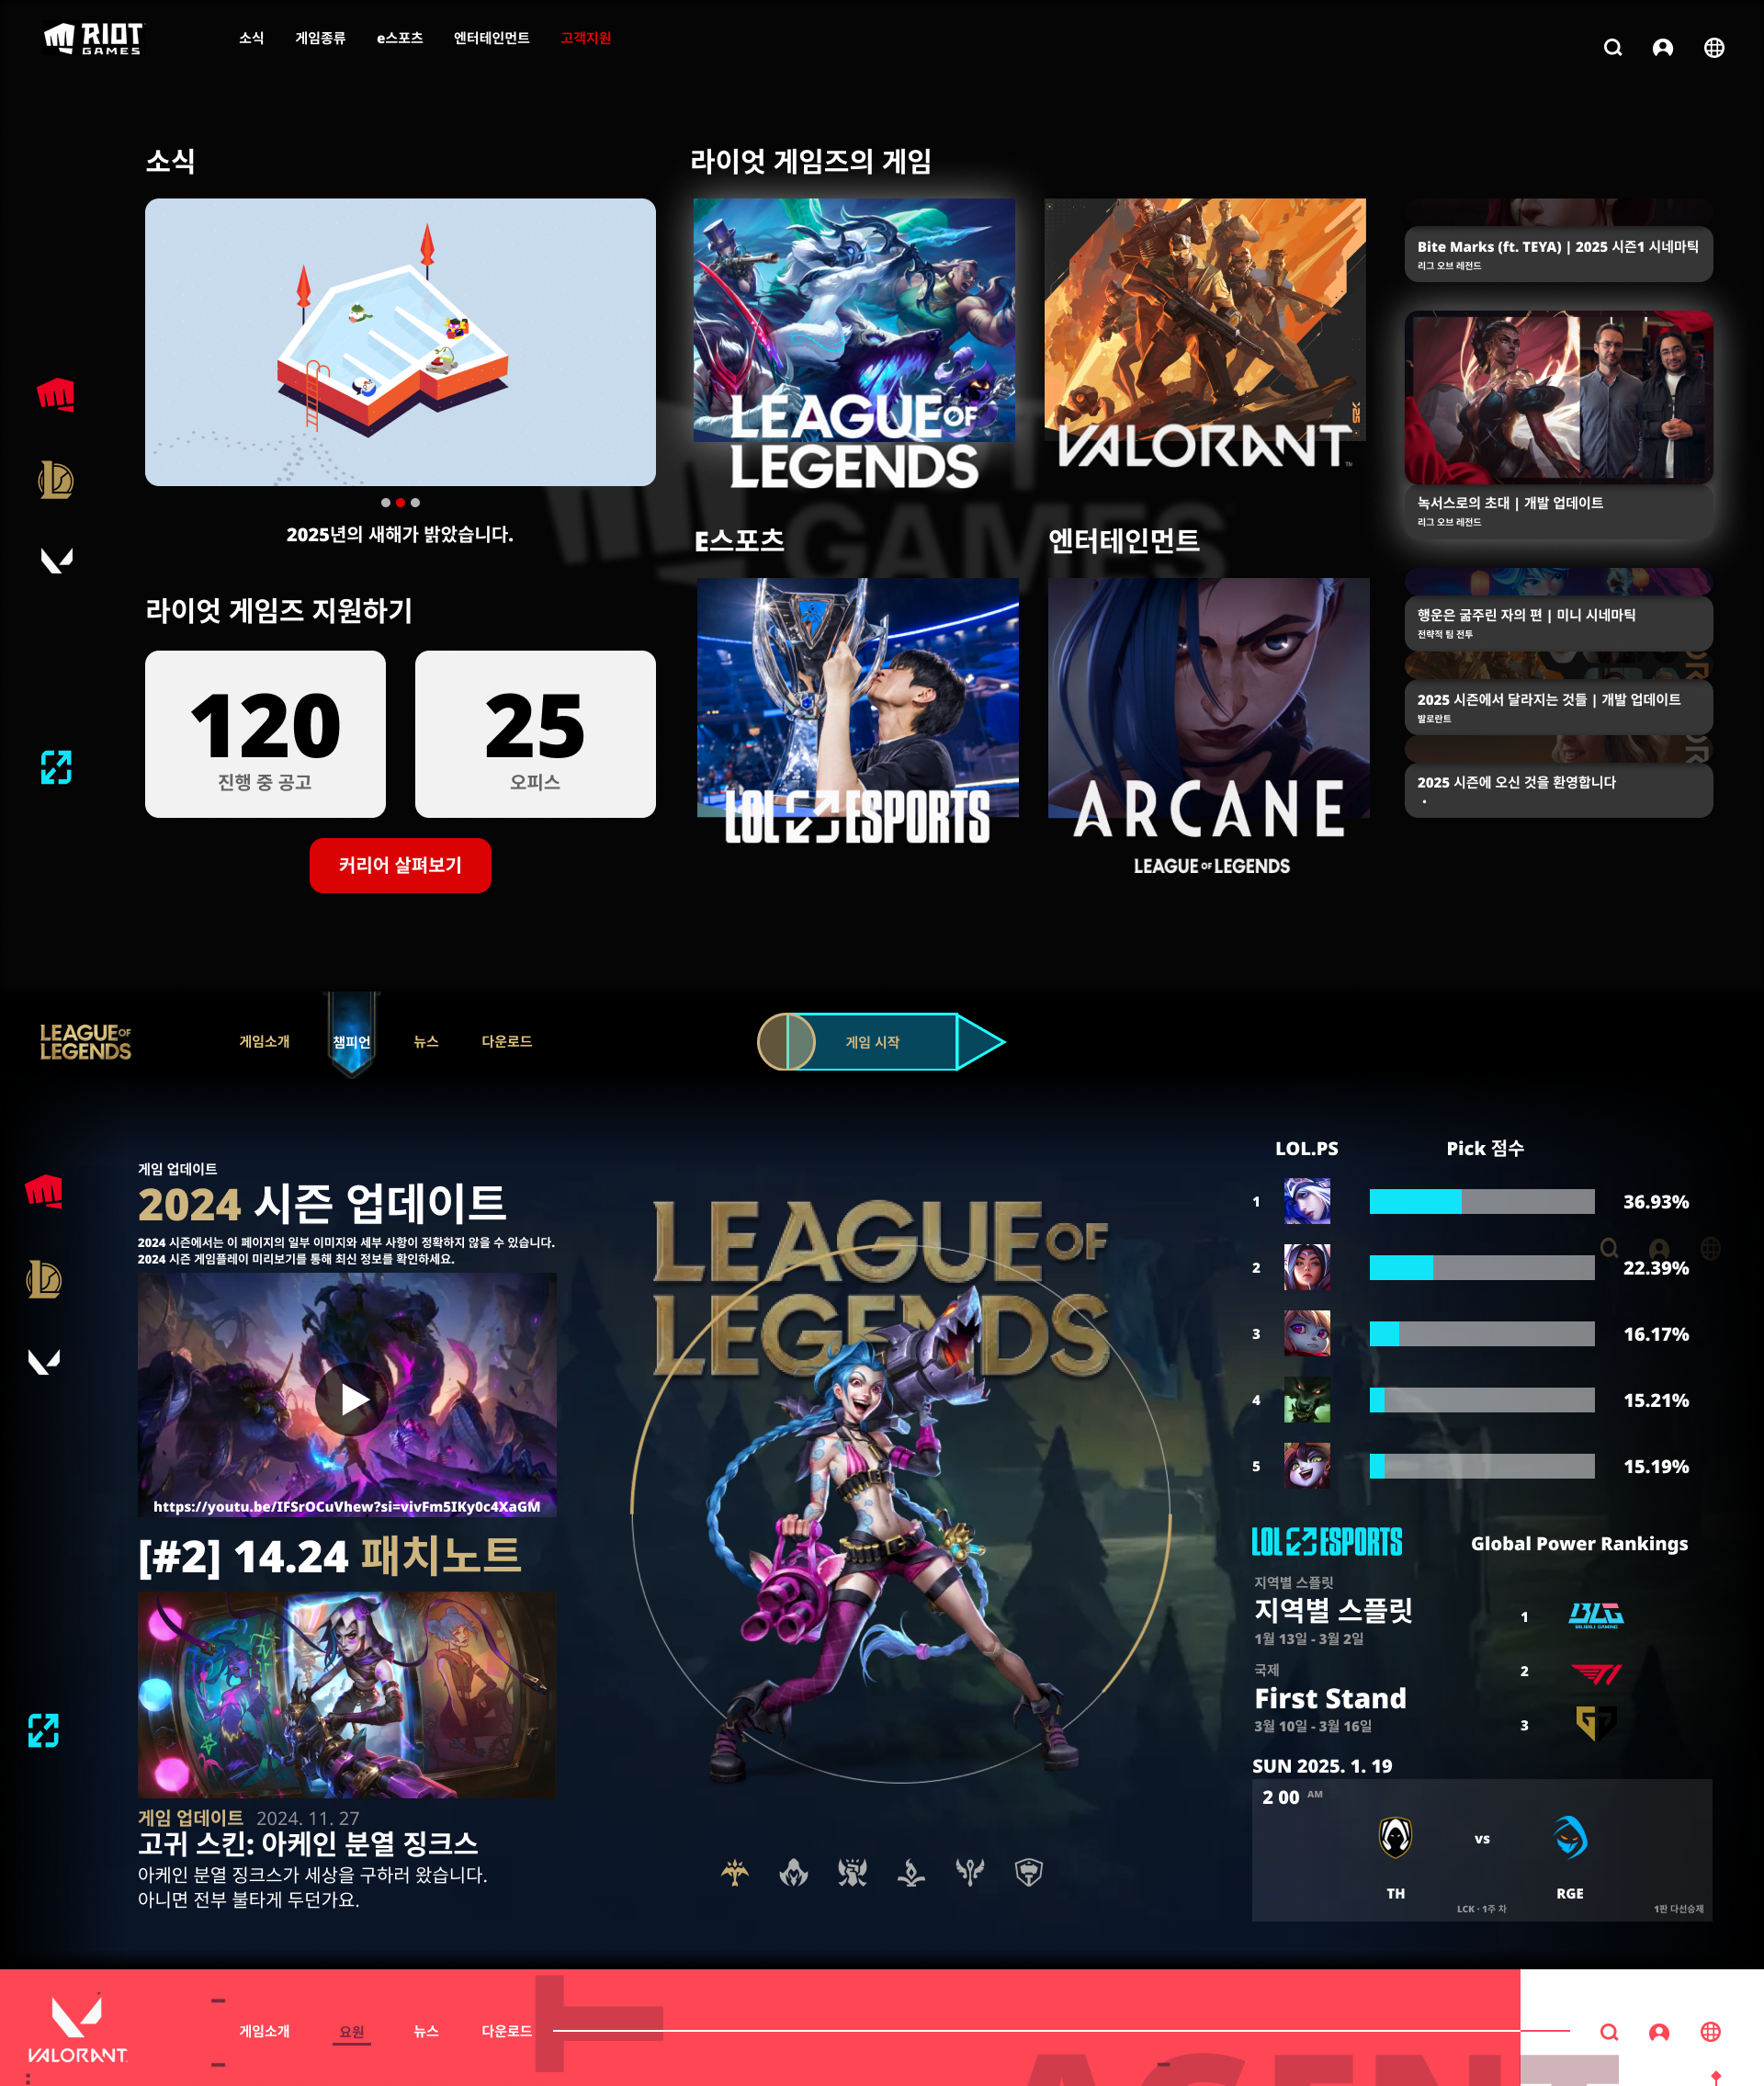 RIOT
GAMES
소식
게임종류
e스포츠
엔터테인먼트
고객지원
소식
라이엇 게임즈의 게임
LEAGUE OF
LEGENDS
VALORANT
S2K
Bite Marks (ft. TEYA) | 2025 시즌1 시네마틱
리그 오브 레전드
녹서스로의 초대 | 개발 업데이트
리그 오브 레전드
2025년의 새해가 밝았습니다.
GAMES
E스포츠
엔터테인먼트
라이엇 게임즈 지원하기
120
진행 중 공고
25
오피스
커리어 살펴보기
LOL ESPORTS
ARCANE
LEAGUE OF LEGENDS
행운은 굶주린 자의 편 | 미니 시네마틱
전략적 팀 전투
2025 시즌에서 달라지는 것들 | 개발 업데이트
발로란트
2025 시즌에 오신 것을 환영합니다
LEAGUE OF
LEGENDS
게임소개
챔피언
뉴스
다운로드
게임 시작
게임 업데이트
2024 시즌 업데이트
2024 시즌에서는 이 페이지의 일부 이미지와 세부 사항이 정확하지 않을 수 있습니다.
2024 시즌 게임플레이 미리보기를 통해 최신 정보를 확인하세요.
https://youtu.be/IFSrOCuVhew?si=vivFm5IKy0c4XaGM
[#2] 14.24 패치노트
게임 업데이트 2024. 11. 27
고귀 스킨: 아케인 분열 징크스
아케인 분열 징크스가 세상을 구하러 왔습니다.
아니면 전부 불타게 두던가요.
LEAGUE OF
LEGENDS
LOL.PS
Pick 점수
1 36.93%
2 22.39%
3 16.17%
4 15.21%
5 15.19%
LOL ESPORTS
Global Power Rankings
지역별 스플릿
지역별 스플릿
1월 13일 - 3월 2일
국제
First Stand
3월 10일 - 3월 16일
1 BLG
BILIBILI GAMING
2 T1
3 GG
SUN 2025. 1. 19
2 00 AM
vs
TH
RGE
LCK · 1주 차
1판 다선승제
VALORANT
게임소개
요원
뉴스
다운로드
AGENT